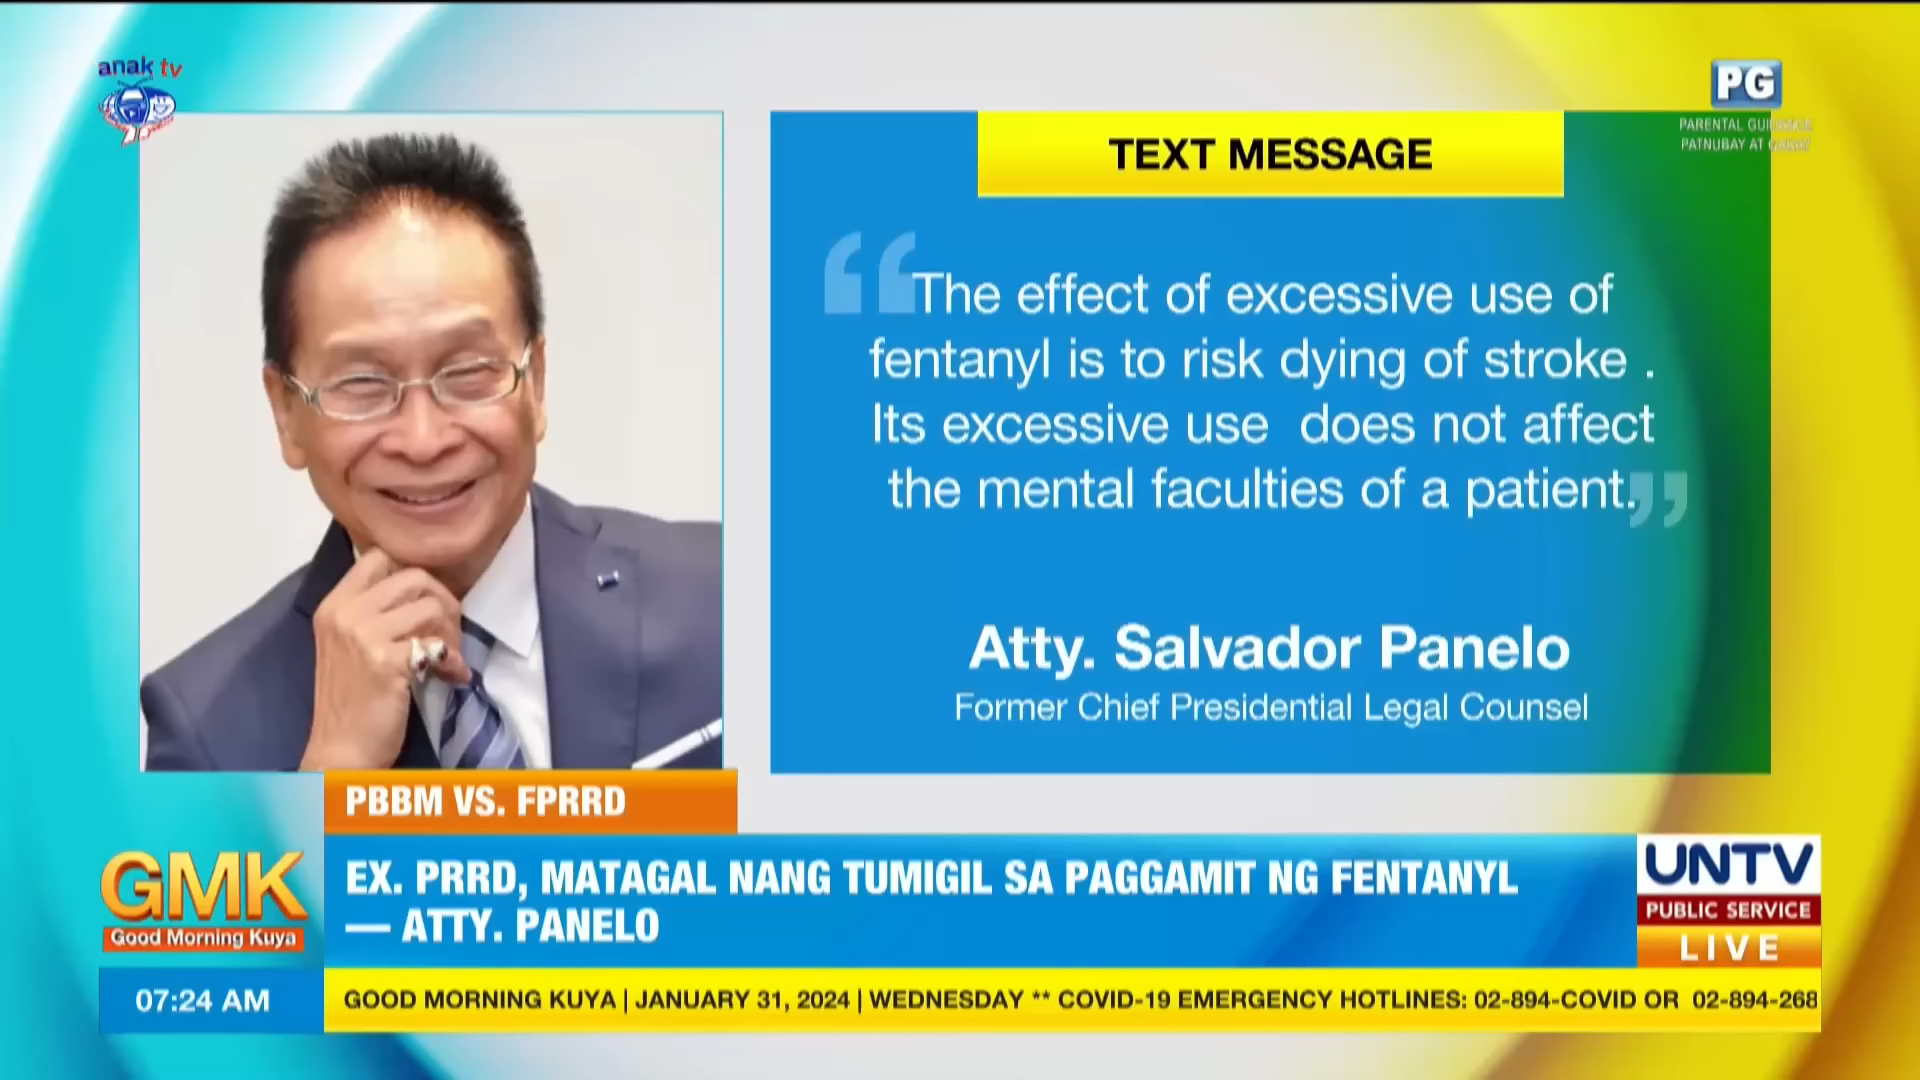 anak tv
PG
PARENTAL GUIDANCE
PATNUBAY AT GABAY
TEXT MESSAGE
“The effect of excessive use of
fentanyl is to risk dying of stroke .
Its excessive use  does not affect
the mental faculties of a patient.”
Atty. Salvador Panelo
Former Chief Presidential Legal Counsel
PBBM VS. FPRRD
EX. PRRD, MATAGAL NANG TUMIGIL SA PAGGAMIT NG FENTANYL
— ATTY. PANELO
GMK
Good Morning Kuya
UNTV
PUBLIC SERVICE
LIVE
07:24 AM
GOOD MORNING KUYA | JANUARY 31, 2024 | WEDNESDAY ** COVID-19 EMERGENCY HOTLINES: 02-894-COVID OR  02-894-268